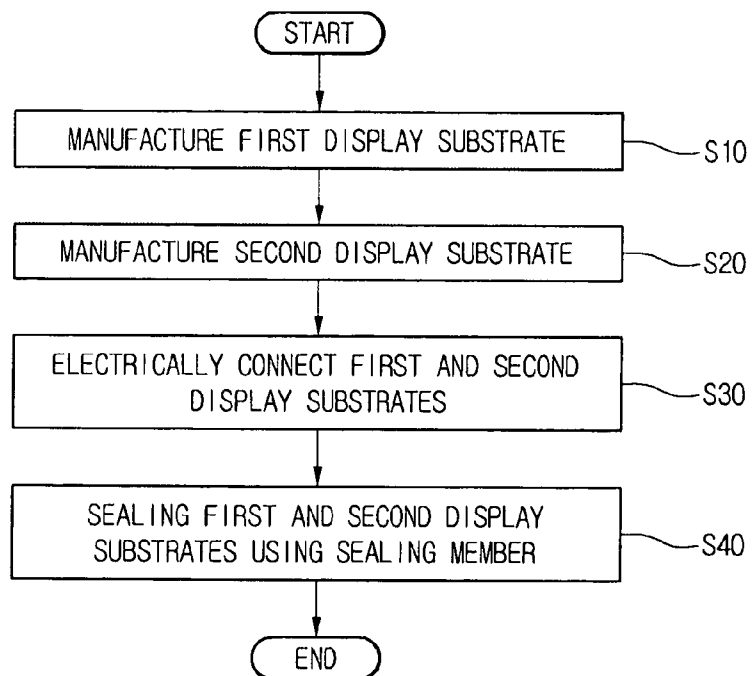 START
MANUFACTURE FIRST DISPLAY SUBSTRATE
S10
MANUFACTURE SECOND DISPLAY SUBSTRATE
S20
ELECTRICALLY CONNECT FIRST AND SECOND
DISPLAY SUBSTRATES
S30
SEALING FIRST AND SECOND DISPLAY
SUBSTRATES USING SEALING MEMBER
S40
END